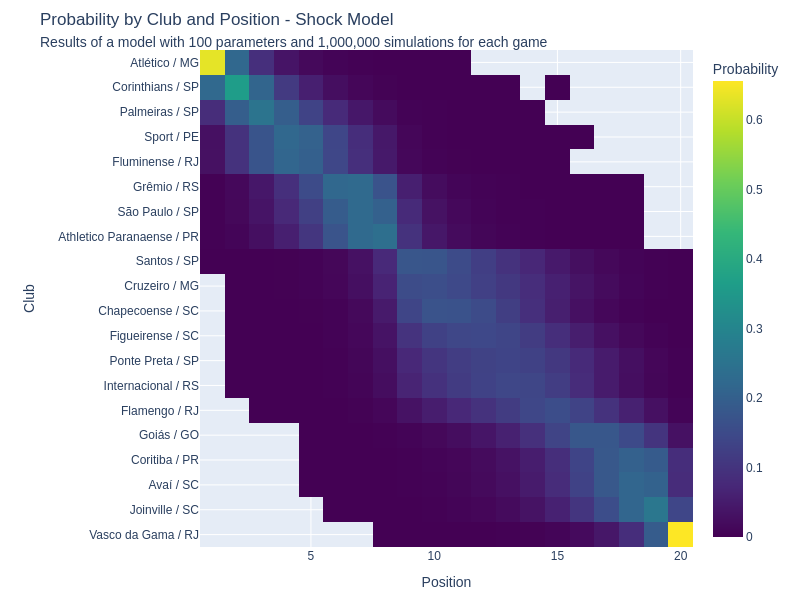 Probability by Club and Position - Shock Model
Results of a model with 100 parameters and 1,000,000 simulations for each game
Probability
Atlético / MG
Corinthians / SP
Palmeiras / SP
Sport / PE
Fluminense / RJ
Grêmio / RS
São Paulo / SP
Athletico Paranaense / PR
Santos / SP
Cruzeiro / MG
Chapecoense / SC
Figueirense / SC
Ponte Preta / SP
Internacional / RS
Flamengo / RJ
Goiás / GO
Coritiba / PR
Avaí / SC
Joinville / SC
Vasco da Gama / RJ
Club
5
10
15
20
Position
0.6
0.5
0.4
0.3
0.2
0.1
0